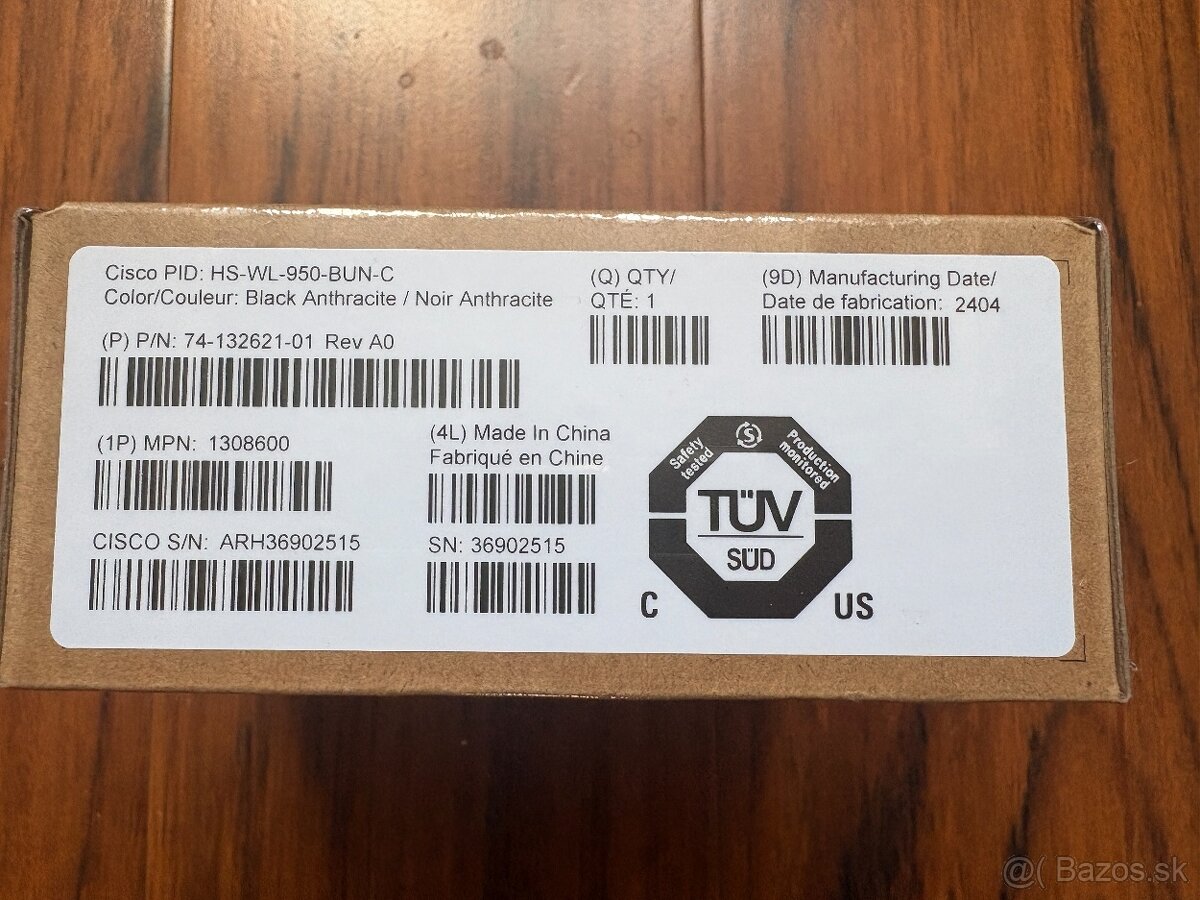 Cisco PID: HS-WL-950-BUN-C
Color/Couleur: Black Anthracite / Noir Anthracite
(Q) QTY/
QTÉ: 1
(9D) Manufacturing Date/
Date de fabrication: 2404
(P) P/N: 74-132621-01 Rev A0
(1P) MPN: 1308600
(4L) Made In China
Fabriqué en Chine
CISCO S/N: ARH36902515
SN: 36902515
Safety
tested
S
Production
monitored
TÜV
SÜD
C
US
@( Bazos.sk